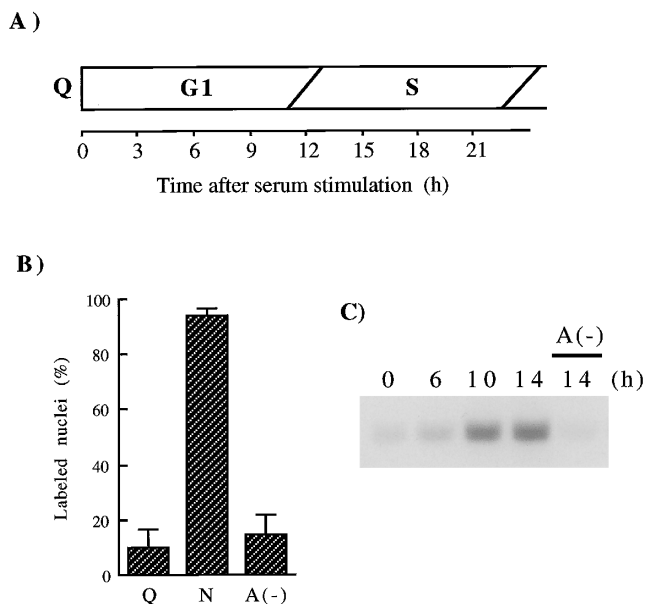 A)
Q G1 S
0 3 6 9 12 15 18 21
Time after serum stimulation (h)
B)
100
80
60
40
20
0
Labeled nuclei (%)
Q N A(-)
C)
A(-)
0 6 10 14 14 (h)